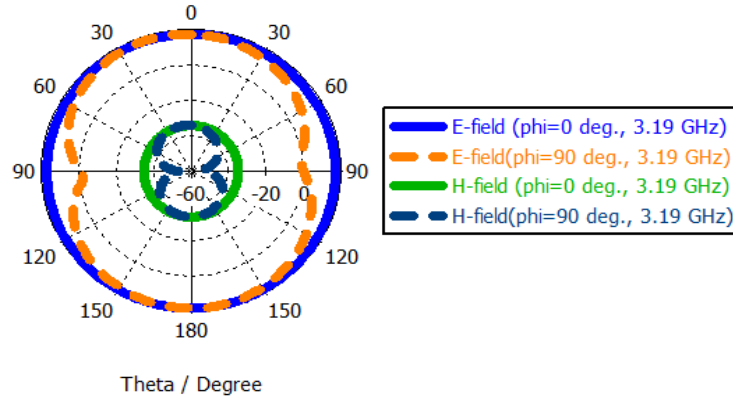 0
30 30
60 60
90 -60 -20 0 90
120 120
150 150
180
Theta / Degree
E-field (phi=0 deg., 3.19 GHz)
E-field(phi=90 deg., 3.19 GHz)
H-field (phi=0 deg., 3.19 GHz)
H-field(phi=90 deg., 3.19 GHz)